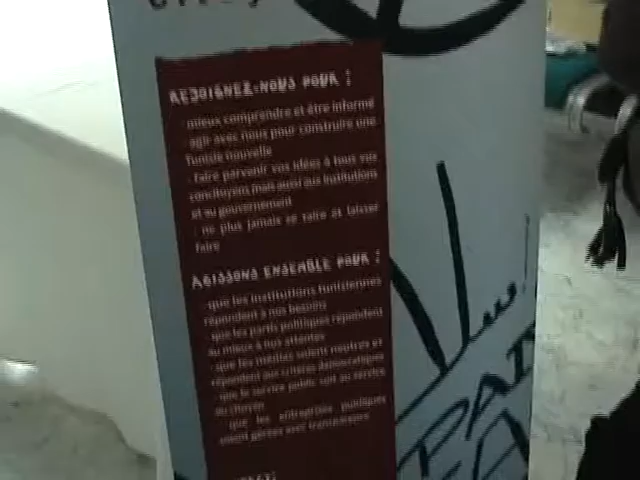 REJOIGNEZ-NOUS POUR :
- mieux comprendre et être informé
- agir avec nous pour construire une
Tunisie nouvelle
- faire parvenir vos idées à tous vos
concitoyens mais aussi aux institutions
et au gouvernement
- ne plus jamais se taire et laisser
faire
AGISSONS ENSEMBLE POUR :
- que les institutions tunisiennes
répondent à nos besoins
- que les partis politiques répondent
au mieux à nos attentes
- que les médias soient neutres et
répondent aux critères démocratiques
- que le service public soit au service
du citoyen
- que les entreprises publiques
soient gérées avec transparence